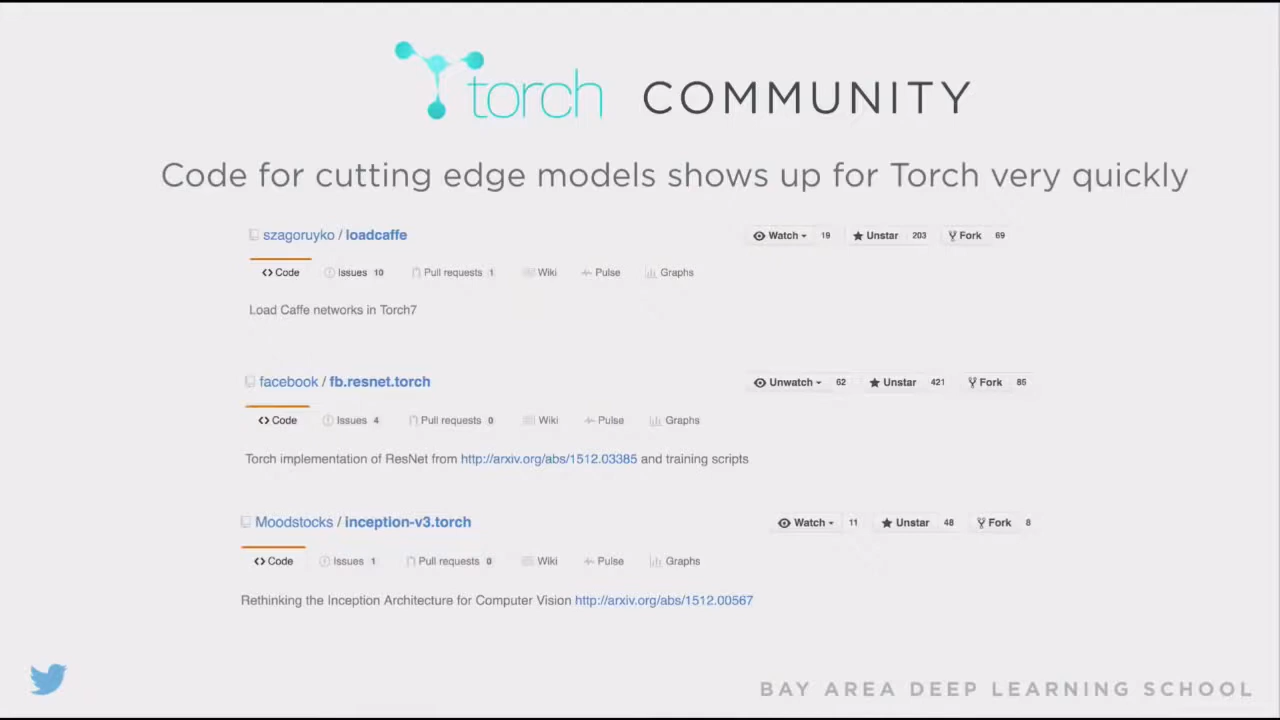 torch COMMUNITY
Code for cutting edge models shows up for Torch very quickly
szagoruyko / loadcaffe Watch 19 Unstar 203 Fork 69
Code Issues 10 Pull requests 1 Wiki Pulse Graphs
Load Caffe networks in Torch7
facebook / fb.resnet.torch Unwatch 62 Unstar 421 Fork 85
Code Issues 4 Pull requests 0 Wiki Pulse Graphs
Torch implementation of ResNet from http://arxiv.org/abs/1512.03385 and training scripts
Moodstocks / inception-v3.torch Watch 11 Unstar 48 Fork 8
Code Issues 1 Pull requests 0 Wiki Pulse Graphs
Rethinking the Inception Architecture for Computer Vision http://arxiv.org/abs/1512.00567
BAY AREA DEEP LEARNING SCHOOL